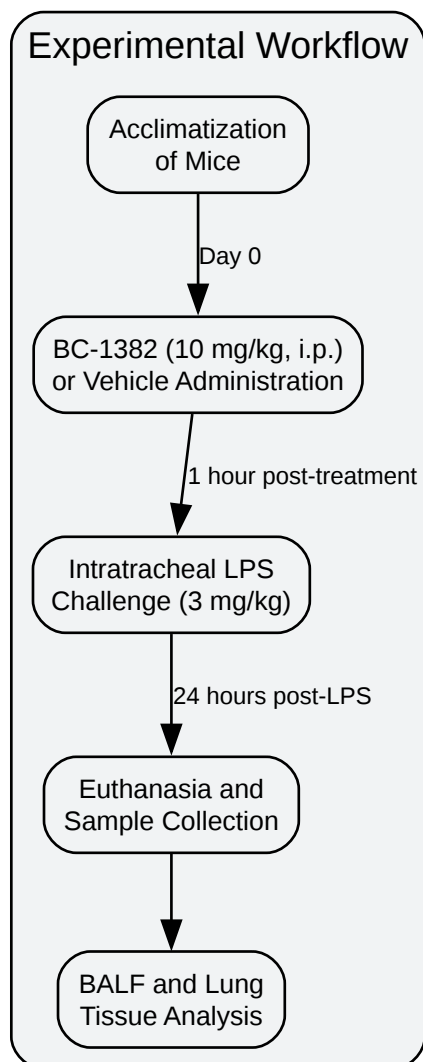 Experimental Workflow
Acclimatization
of Mice
Day 0
BC-1382 (10 mg/kg, i.p.)
or Vehicle Administration
1 hour post-treatment
Intratracheal LPS
Challenge (3 mg/kg)
24 hours post-LPS
Euthanasia and
Sample Collection
BALF and Lung
Tissue Analysis